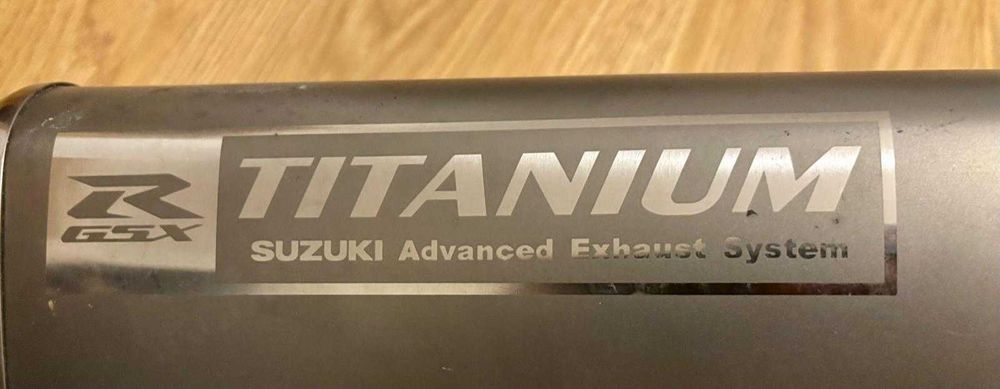 TITANIUM
R
GSX
SUZUKI Advanced Exhaust System